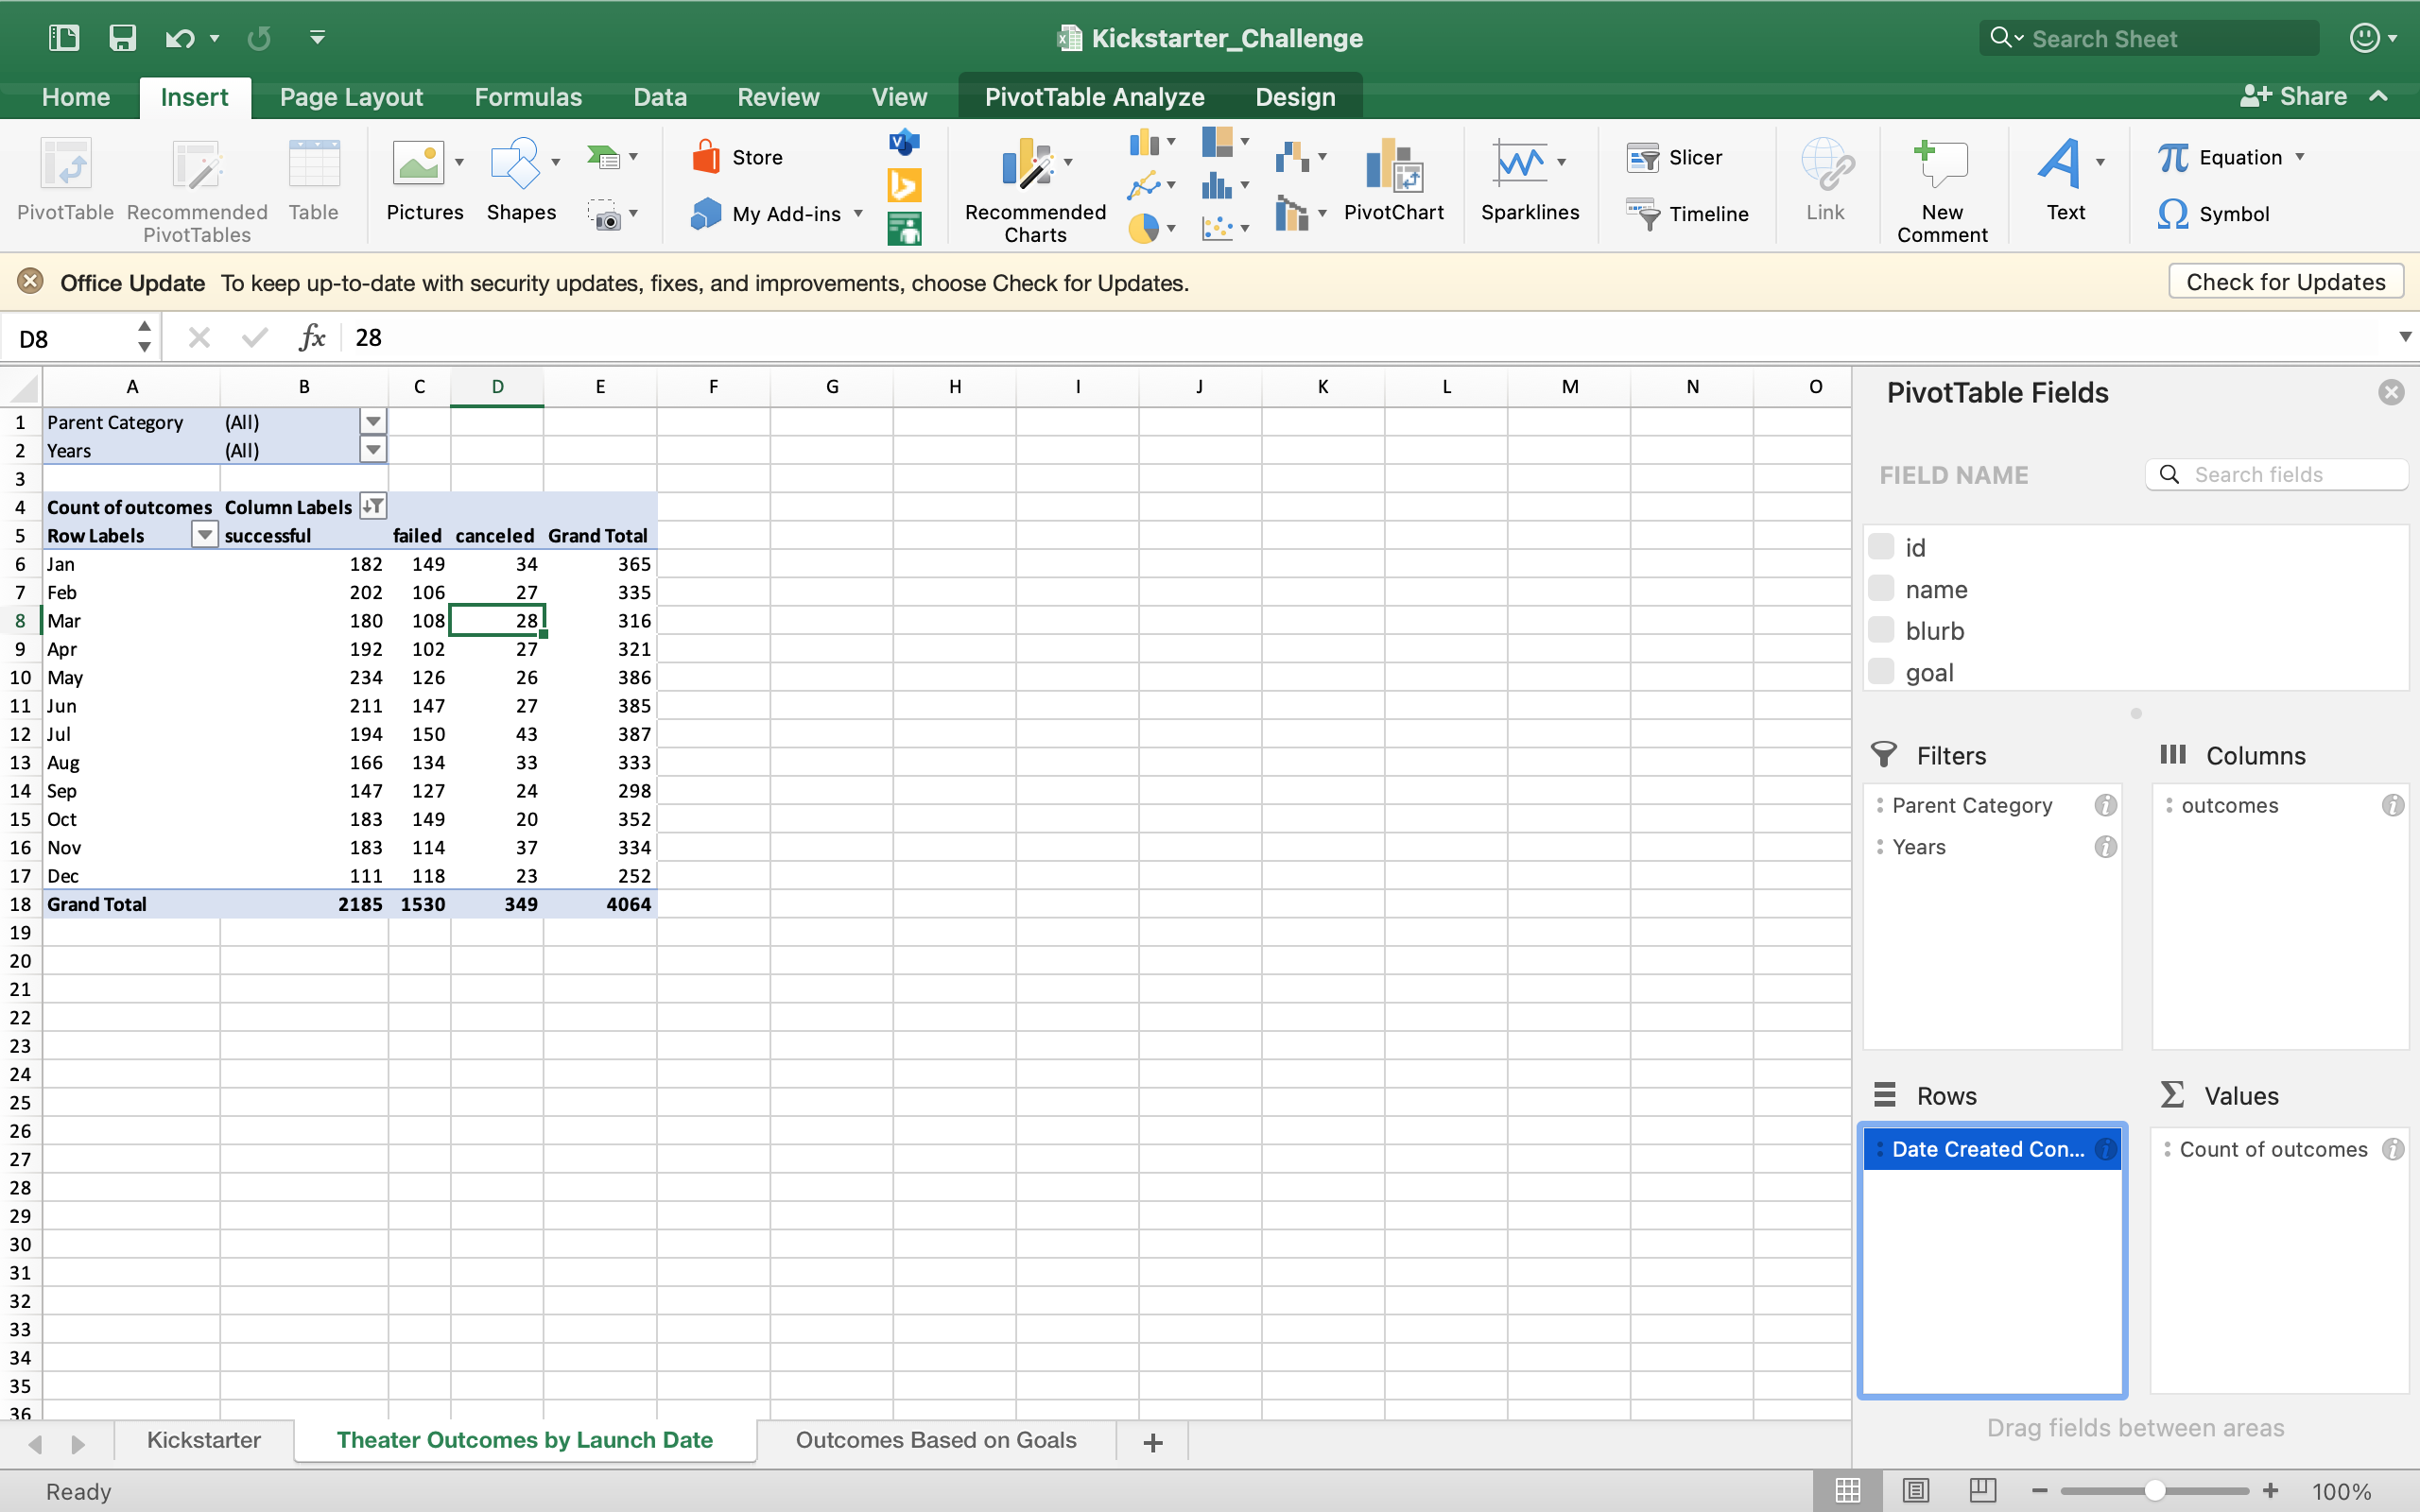 Kickstarter_Challenge
Search Sheet
Home Insert Page Layout Formulas Data Review View PivotTable Analyze Design Share
PivotTable
Recommended PivotTables
Table
Pictures
Shapes
Store
My Add-ins
Recommended Charts
PivotChart
Sparklines
Slicer
Timeline
Link
New Comment
Text
Equation
Symbol
Office Update To keep up-to-date with security updates, fixes, and improvements, choose Check for Updates.
Check for Updates
D8 fx 28
A B C D E F G H I J K L M N O
1 Parent Category (All)
2 Years (All)
3
4 Count of outcomes Column Labels
5 Row Labels successful failed canceled Grand Total
6 Jan 182 149 34 365
7 Feb 202 106 27 335
8 Mar 180 108 28 316
9 Apr 192 102 27 321
10 May 234 126 26 386
11 Jun 211 147 27 385
12 Jul 194 150 43 387
13 Aug 166 134 33 333
14 Sep 147 127 24 298
15 Oct 183 149 20 352
16 Nov 183 114 37 334
17 Dec 111 118 23 252
18 Grand Total 2185 1530 349 4064
19
20
21
22
23
24
25
26
27
28
29
30
31
32
33
34
35
36
PivotTable Fields
FIELD NAME Search fields
id
name
blurb
goal
Filters
Parent Category
Years
Columns
outcomes
Rows
Date Created Con...
Values
Count of outcomes
Drag fields between areas
Kickstarter Theater Outcomes by Launch Date Outcomes Based on Goals +
Ready 100%